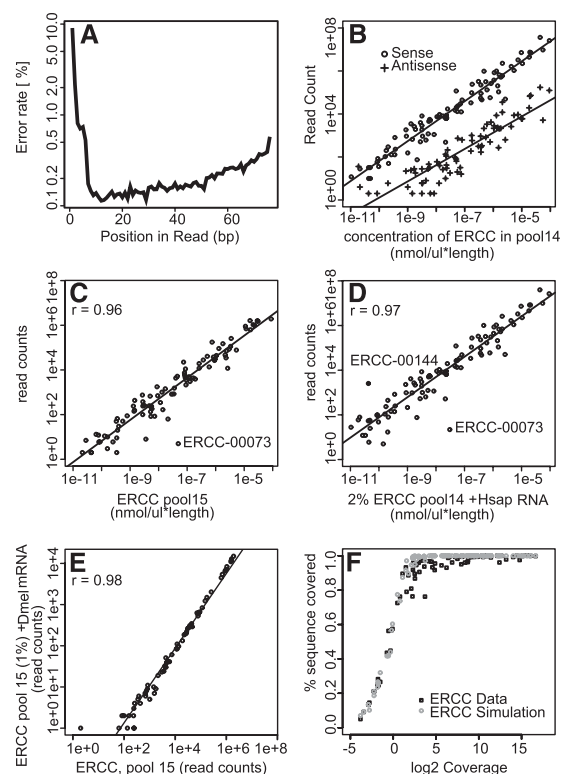 A
Error rate [ %]
0.1 0.2 0.5 1.0 2.0 5.0 10.0
0 20 40 60
Position in Read (bp)
B
Sense
Antisense
Read Count
1e+00 1e+04 1e+08
1e-11 1e-9 1e-7 1e-5
concentration of ERCC in pool14
(nmol/ul*length)
C
r = 0.96
ERCC-00073
read counts
1e+0 1e+2 1e+4 1e+61e+8
1e-11 1e-9 1e-7 1e-5
ERCC pool15
(nmol/ul*length)
D
r = 0.97
ERCC-00144
ERCC-00073
read counts
1e+0 1e+2 1e+4 1e+61e+8
1e-11 1e-9 1e-7 1e-5
2% ERCC pool14 +Hsap RNA
(nmol/ul*length)
E
r = 0.98
ERCC pool 15 (1%) +Dmel mRNA
(read counts)
1e+01e+1 1e+2 1e+3 1e+4
1e+0 1e+2 1e+4 1e+6 1e+8
ERCC, pool 15 (read counts)
F
ERCC Data
ERCC Simulation
% sequence covered
0.0 0.2 0.4 0.6 0.8 1.0
-5 0 5 10 15
log2 Coverage